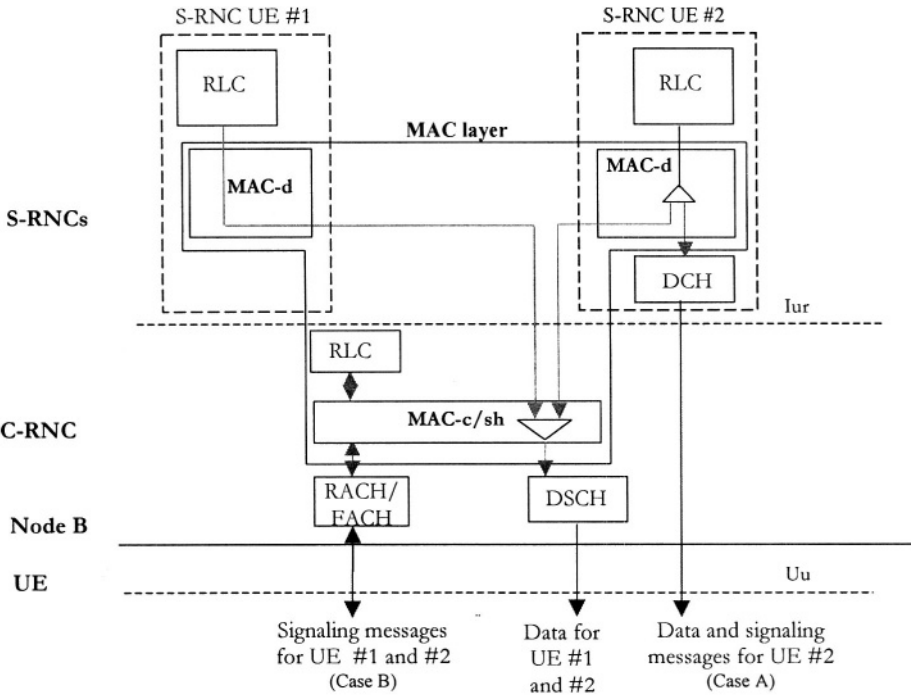 S-RNC UE #1
S-RNC UE #2
RLC
RLC
MAC layer
MAC-d
MAC-d
S-RNCs
DCH
Iur
RLC
MAC-c/sh
C-RNC
RACH/
FACH
DSCH
Node B
UE
Uu
Signaling messages
for UE #1 and #2
(Case B)
Data for
UE #1
and #2
Data and signaling
messages for UE #2
(Case A)